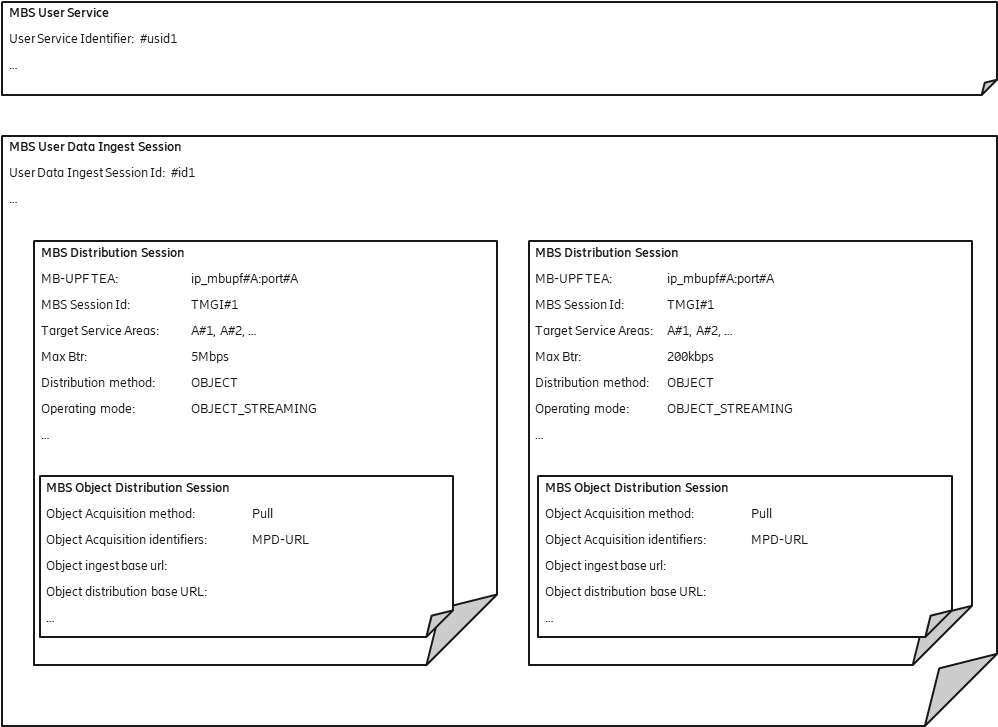 MBS User Service
User Service Identifier: #usid1
...
MBS User Data Ingest Session
User Data Ingest Session Id: #id1
...
MBS Distribution Session
MB-UPF TEA: ip_mbupf#A:port#A
MBS Session Id: TMGI#1
Target Service Areas: A#1, A#2, ...
Max Btr: 5Mbps
Distribution method: OBJECT
Operating mode: OBJECT_STREAMING
...
MBS Object Distribution Session
Object Acquisition method: Pull
Object Acquisition identifiers: MPD-URL
Object ingest base url:
Object distribution base URL:
...
MBS Distribution Session
MB-UPF TEA: ip_mbupf#A:port#A
MBS Session Id: TMGI#1
Target Service Areas: A#1, A#2, ...
Max Btr: 200kbps
Distribution method: OBJECT
Operating mode: OBJECT_STREAMING
...
MBS Object Distribution Session
Object Acquisition method: Pull
Object Acquisition identifiers: MPD-URL
Object ingest base url:
Object distribution base URL:
...